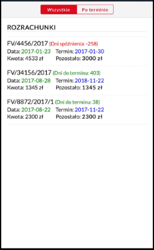 Wszystkie Po terminie
ROZRACHUNKI
FV/4456/2017 (Dni spóźnienia -258)
Data: 2017-01-23 Termin: 2017-01-30
Kwota: 4533 zł Pozostało: 3000 zł
FV/34156/2017 (Dni do terminu: 403)
Data: 2017-08-28 Termin: 2018-11-22
Kwota: 1345 zł Pozostało: 1345 zł
FV/8872/2017/1 (Dni do terminu: 38)
Data: 2017-08-22 Termin: 2017-11-22
Kwota: 2300 zł Pozostało: 2300 zł